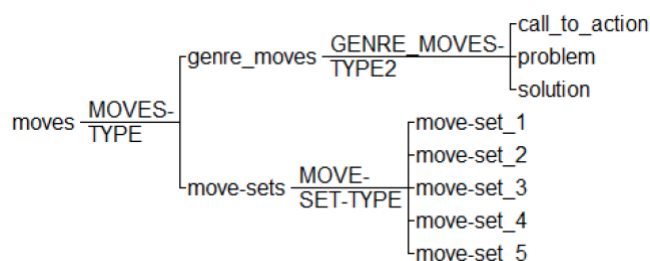 call_to_action
genre_moves GENRE_MOVES-
TYPE2
problem
solution
moves MOVES-
TYPE
move-set_1
move-set_2
move-sets MOVE-
SET-TYPE
move-set_3
move-set_4
move-set_5